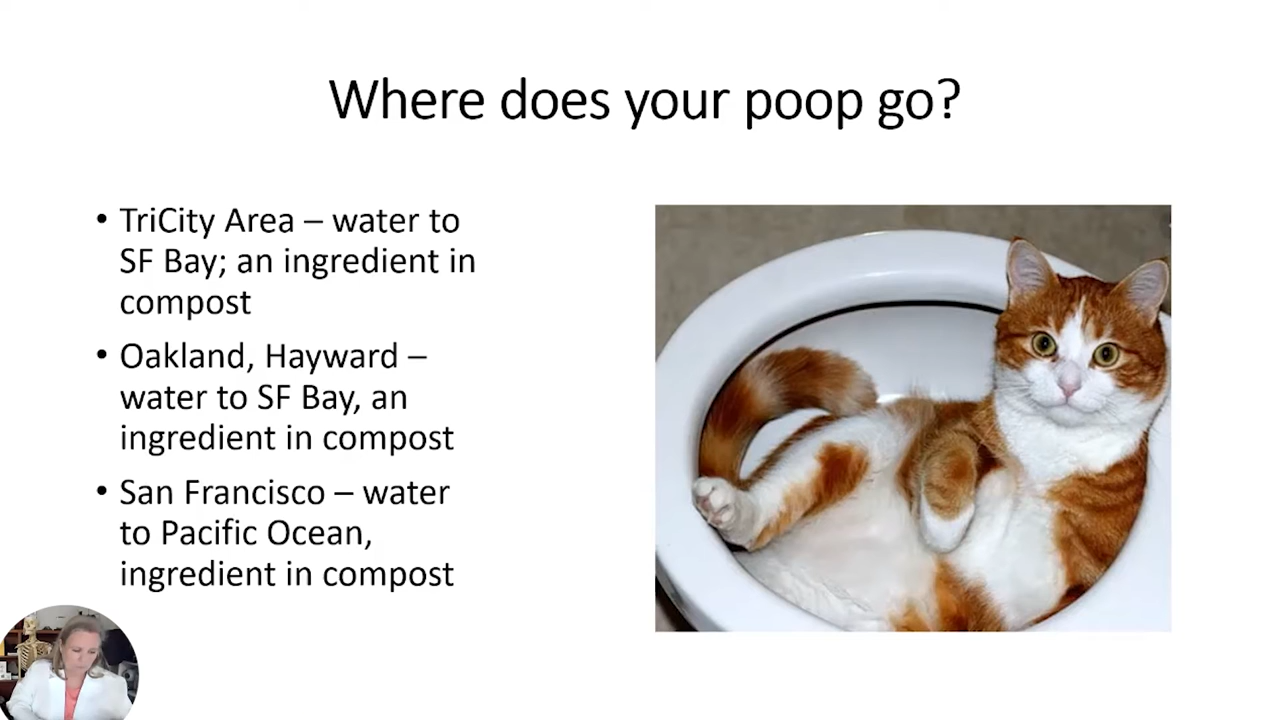 Where does your poop go?
• TriCity Area – water to
SF Bay; an ingredient in
compost
• Oakland, Hayward –
water to SF Bay, an
ingredient in compost
• San Francisco – water
to Pacific Ocean,
ingredient in compost